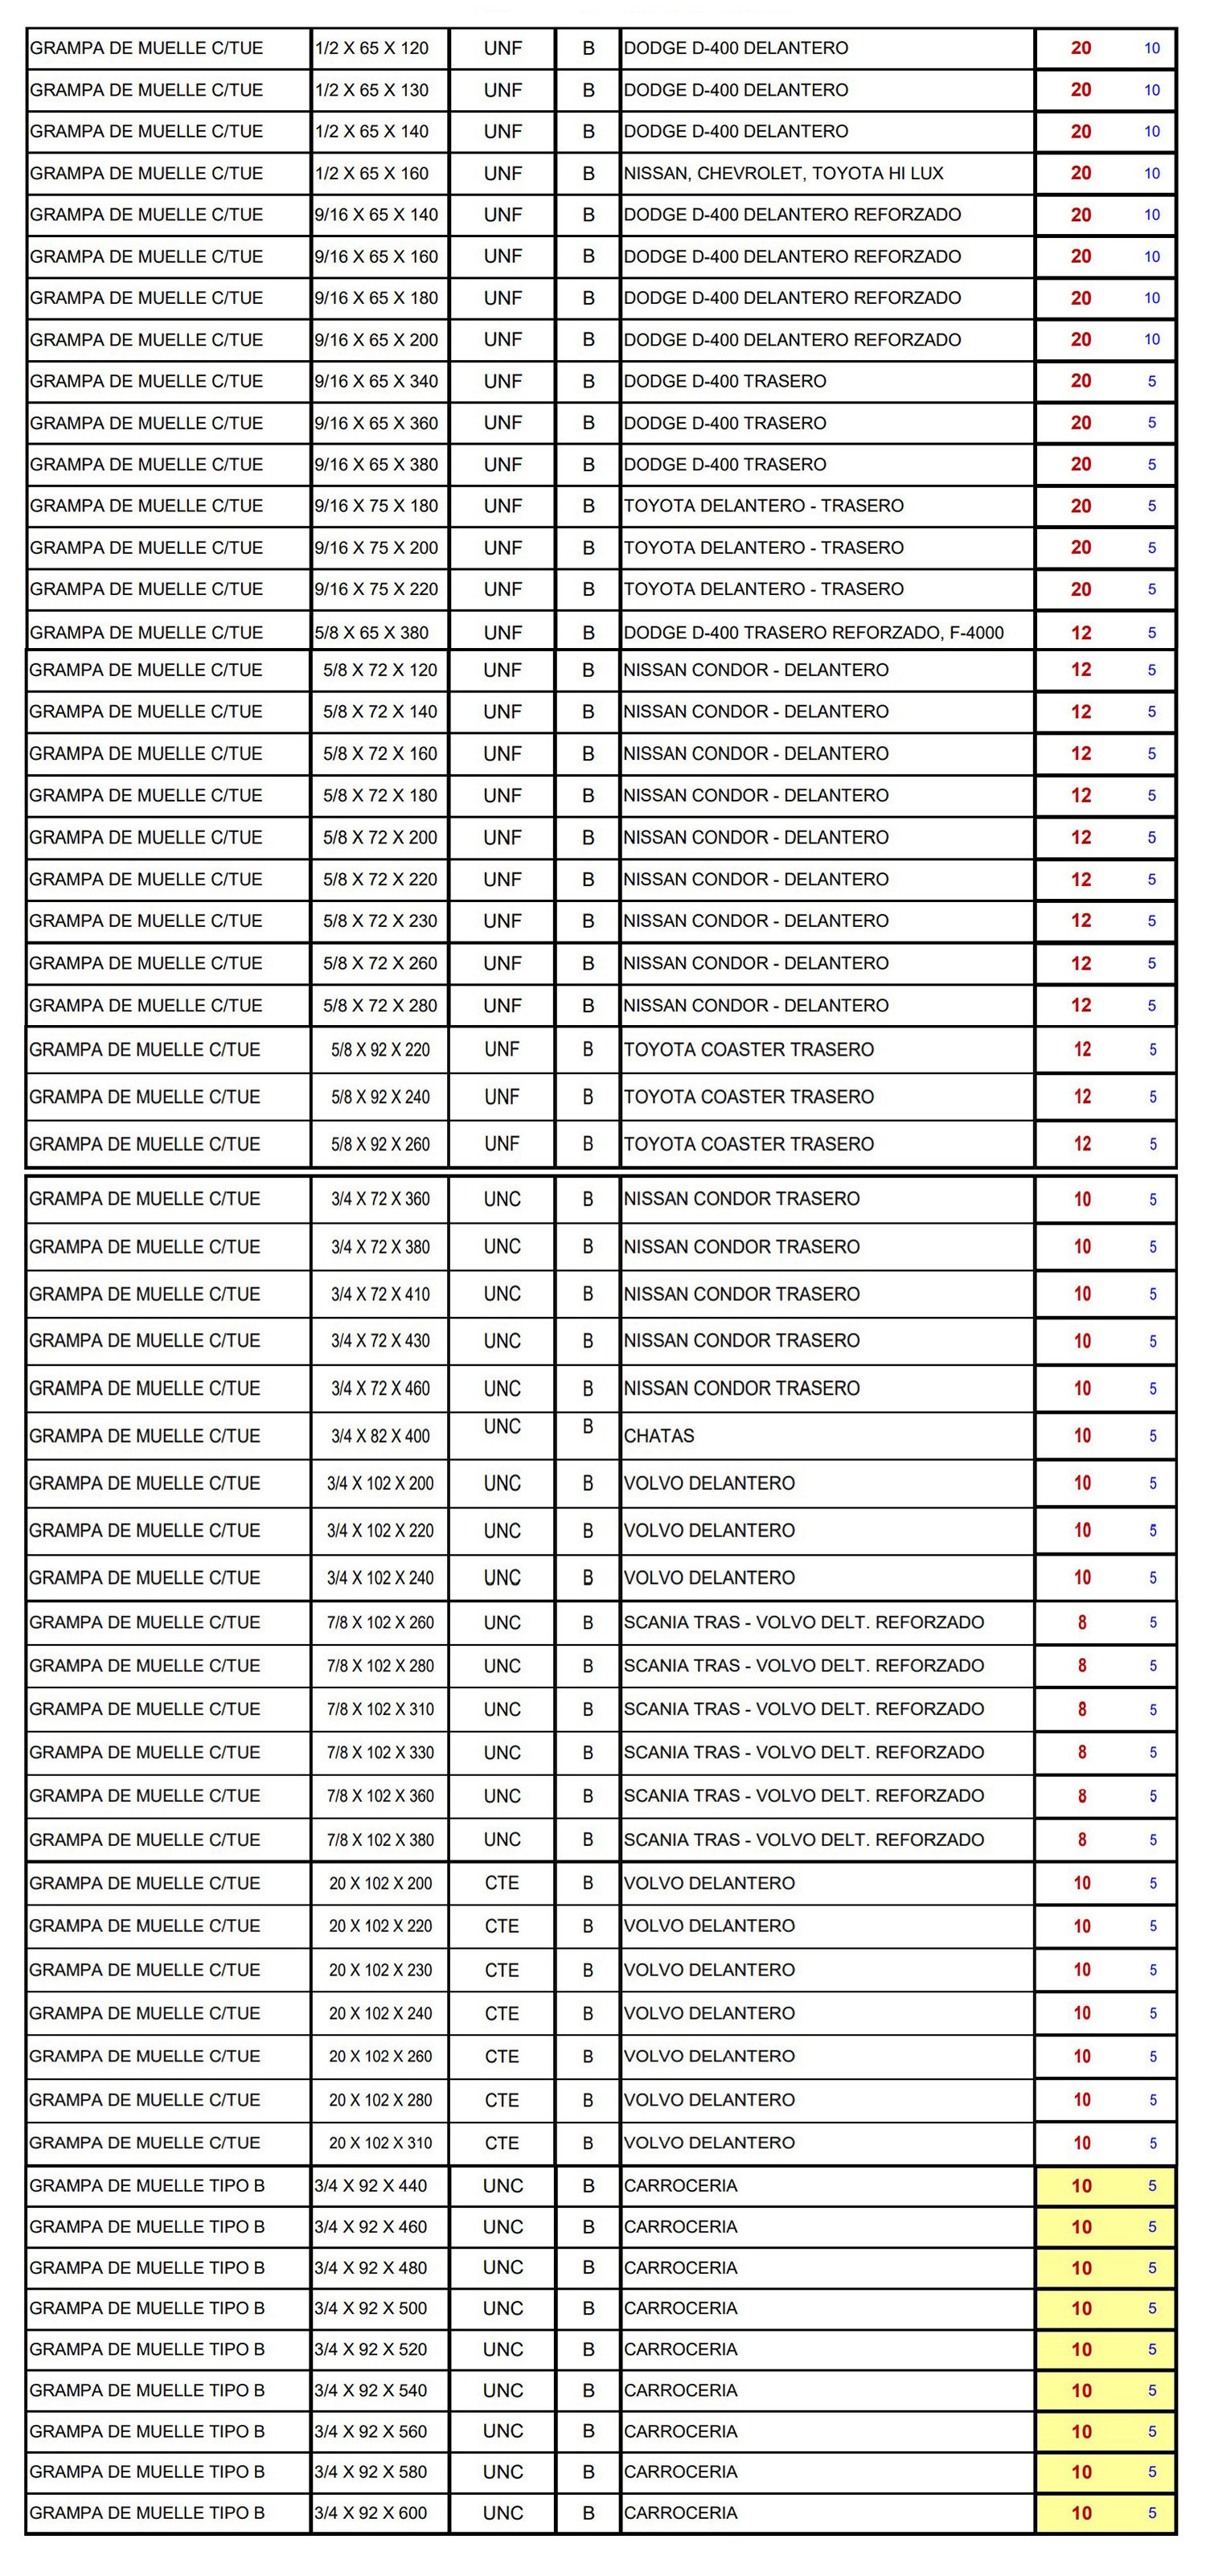 GRAMPA DE MUELLE C/TUE 1/2 X 65 X 120 UNF B DODGE D-400 DELANTERO 20 10
GRAMPA DE MUELLE C/TUE 1/2 X 65 X 130 UNF B DODGE D-400 DELANTERO 20 10
GRAMPA DE MUELLE C/TUE 1/2 X 65 X 140 UNF B DODGE D-400 DELANTERO 20 10
GRAMPA DE MUELLE C/TUE 1/2 X 65 X 160 UNF B NISSAN, CHEVROLET, TOYOTA HI LUX 20 10
GRAMPA DE MUELLE C/TUE 9/16 X 65 X 140 UNF B DODGE D-400 DELANTERO REFORZADO 20 10
GRAMPA DE MUELLE C/TUE 9/16 X 65 X 160 UNF B DODGE D-400 DELANTERO REFORZADO 20 10
GRAMPA DE MUELLE C/TUE 9/16 X 65 X 180 UNF B DODGE D-400 DELANTERO REFORZADO 20 10
GRAMPA DE MUELLE C/TUE 9/16 X 65 X 200 UNF B DODGE D-400 DELANTERO REFORZADO 20 10
GRAMPA DE MUELLE C/TUE 9/16 X 65 X 340 UNF B DODGE D-400 TRASERO 20 5
GRAMPA DE MUELLE C/TUE 9/16 X 65 X 360 UNF B DODGE D-400 TRASERO 20 5
GRAMPA DE MUELLE C/TUE 9/16 X 65 X 380 UNF B DODGE D-400 TRASERO 20 5
GRAMPA DE MUELLE C/TUE 9/16 X 75 X 180 UNF B TOYOTA DELANTERO - TRASERO 20 5
GRAMPA DE MUELLE C/TUE 9/16 X 75 X 200 UNF B TOYOTA DELANTERO - TRASERO 20 5
GRAMPA DE MUELLE C/TUE 9/16 X 75 X 220 UNF B TOYOTA DELANTERO - TRASERO 20 5
GRAMPA DE MUELLE C/TUE 5/8 X 65 X 380 UNF B DODGE D-400 TRASERO REFORZADO, F-4000 12 5
GRAMPA DE MUELLE C/TUE 5/8 X 72 X 120 UNF B NISSAN CONDOR - DELANTERO 12 5
GRAMPA DE MUELLE C/TUE 5/8 X 72 X 140 UNF B NISSAN CONDOR - DELANTERO 12 5
GRAMPA DE MUELLE C/TUE 5/8 X 72 X 160 UNF B NISSAN CONDOR - DELANTERO 12 5
GRAMPA DE MUELLE C/TUE 5/8 X 72 X 180 UNF B NISSAN CONDOR - DELANTERO 12 5
GRAMPA DE MUELLE C/TUE 5/8 X 72 X 200 UNF B NISSAN CONDOR - DELANTERO 12 5
GRAMPA DE MUELLE C/TUE 5/8 X 72 X 220 UNF B NISSAN CONDOR - DELANTERO 12 5
GRAMPA DE MUELLE C/TUE 5/8 X 72 X 230 UNF B NISSAN CONDOR - DELANTERO 12 5
GRAMPA DE MUELLE C/TUE 5/8 X 72 X 260 UNF B NISSAN CONDOR - DELANTERO 12 5
GRAMPA DE MUELLE C/TUE 5/8 X 72 X 280 UNF B NISSAN CONDOR - DELANTERO 12 5
GRAMPA DE MUELLE C/TUE 5/8 X 92 X 220 UNF B TOYOTA COASTER TRASERO 12 5
GRAMPA DE MUELLE C/TUE 5/8 X 92 X 240 UNF B TOYOTA COASTER TRASERO 12 5
GRAMPA DE MUELLE C/TUE 5/8 X 92 X 260 UNF B TOYOTA COASTER TRASERO 12 5
GRAMPA DE MUELLE C/TUE 3/4 X 72 X 360 UNC B NISSAN CONDOR TRASERO 10 5
GRAMPA DE MUELLE C/TUE 3/4 X 72 X 380 UNC B NISSAN CONDOR TRASERO 10 5
GRAMPA DE MUELLE C/TUE 3/4 X 72 X 410 UNC B NISSAN CONDOR TRASERO 10 5
GRAMPA DE MUELLE C/TUE 3/4 X 72 X 430 UNC B NISSAN CONDOR TRASERO 10 5
GRAMPA DE MUELLE C/TUE 3/4 X 72 X 460 UNC B NISSAN CONDOR TRASERO 10 5
GRAMPA DE MUELLE C/TUE 3/4 X 82 X 400 UNC B CHATAS 10 5
GRAMPA DE MUELLE C/TUE 3/4 X 102 X 200 UNC B VOLVO DELANTERO 10 5
GRAMPA DE MUELLE C/TUE 3/4 X 102 X 220 UNC B VOLVO DELANTERO 10 5
GRAMPA DE MUELLE C/TUE 3/4 X 102 X 240 UNC B VOLVO DELANTERO 10 5
GRAMPA DE MUELLE C/TUE 7/8 X 102 X 260 UNC B SCANIA TRAS - VOLVO DELT. REFORZADO 8 5
GRAMPA DE MUELLE C/TUE 7/8 X 102 X 280 UNC B SCANIA TRAS - VOLVO DELT. REFORZADO 8 5
GRAMPA DE MUELLE C/TUE 7/8 X 102 X 310 UNC B SCANIA TRAS - VOLVO DELT. REFORZADO 8 5
GRAMPA DE MUELLE C/TUE 7/8 X 102 X 330 UNC B SCANIA TRAS - VOLVO DELT. REFORZADO 8 5
GRAMPA DE MUELLE C/TUE 7/8 X 102 X 360 UNC B SCANIA TRAS - VOLVO DELT. REFORZADO 8 5
GRAMPA DE MUELLE C/TUE 7/8 X 102 X 380 UNC B SCANIA TRAS - VOLVO DELT. REFORZADO 8 5
GRAMPA DE MUELLE C/TUE 20 X 102 X 200 CTE B VOLVO DELANTERO 10 5
GRAMPA DE MUELLE C/TUE 20 X 102 X 220 CTE B VOLVO DELANTERO 10 5
GRAMPA DE MUELLE C/TUE 20 X 102 X 230 CTE B VOLVO DELANTERO 10 5
GRAMPA DE MUELLE C/TUE 20 X 102 X 240 CTE B VOLVO DELANTERO 10 5
GRAMPA DE MUELLE C/TUE 20 X 102 X 260 CTE B VOLVO DELANTERO 10 5
GRAMPA DE MUELLE C/TUE 20 X 102 X 280 CTE B VOLVO DELANTERO 10 5
GRAMPA DE MUELLE C/TUE 20 X 102 X 310 CTE B VOLVO DELANTERO 10 5
GRAMPA DE MUELLE TIPO B 3/4 X 92 X 440 UNC B CARROCERIA 10 5
GRAMPA DE MUELLE TIPO B 3/4 X 92 X 460 UNC B CARROCERIA 10 5
GRAMPA DE MUELLE TIPO B 3/4 X 92 X 480 UNC B CARROCERIA 10 5
GRAMPA DE MUELLE TIPO B 3/4 X 92 X 500 UNC B CARROCERIA 10 5
GRAMPA DE MUELLE TIPO B 3/4 X 92 X 520 UNC B CARROCERIA 10 5
GRAMPA DE MUELLE TIPO B 3/4 X 92 X 540 UNC B CARROCERIA 10 5
GRAMPA DE MUELLE TIPO B 3/4 X 92 X 560 UNC B CARROCERIA 10 5
GRAMPA DE MUELLE TIPO B 3/4 X 92 X 580 UNC B CARROCERIA 10 5
GRAMPA DE MUELLE TIPO B 3/4 X 92 X 600 UNC B CARROCERIA 10 5